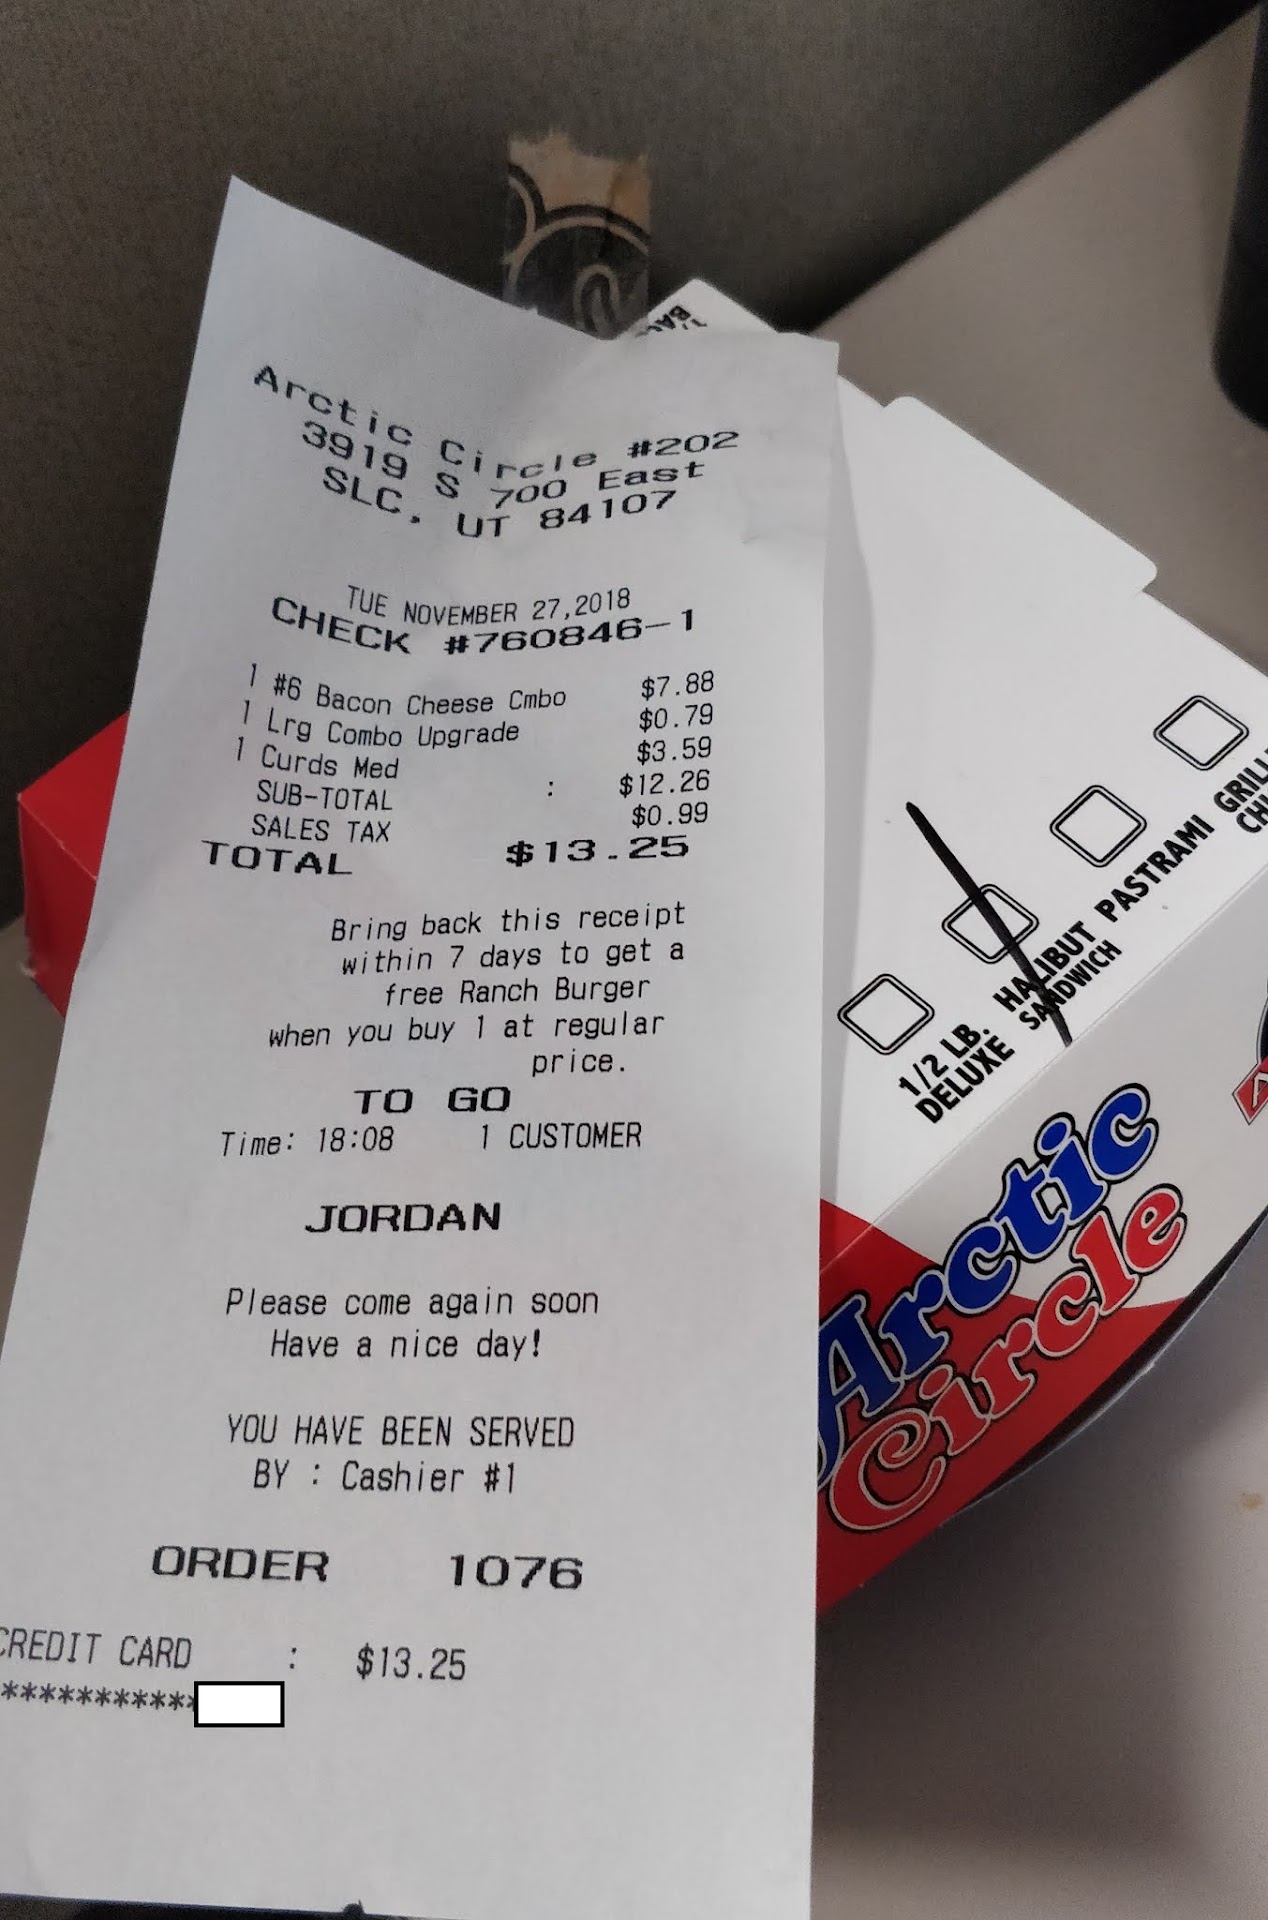 Arctic Circle #202
3919 S 700 East
SLC, UT 84107
TUE NOVEMBER 27,2018
CHECK #760846-1
1 #6 Bacon Cheese Cmbo $7.88
1 Lrg Combo Upgrade $0.79
1 Curds Med $3.59
SUB-TOTAL : $12.26
SALES TAX $0.99
TOTAL $13.25
Bring back this receipt
within 7 days to get a
free Ranch Burger
when you buy 1 at regular
price.
TO GO
Time: 18:08 1 CUSTOMER
JORDAN
Please come again soon
Have a nice day!
YOU HAVE BEEN SERVED
BY : Cashier #1
ORDER 1076
CREDIT CARD : $13.25
************
1/2 LB.
DELUXE
HALIBUT
SANDWICH
PASTRAMI
Arctic
Circle